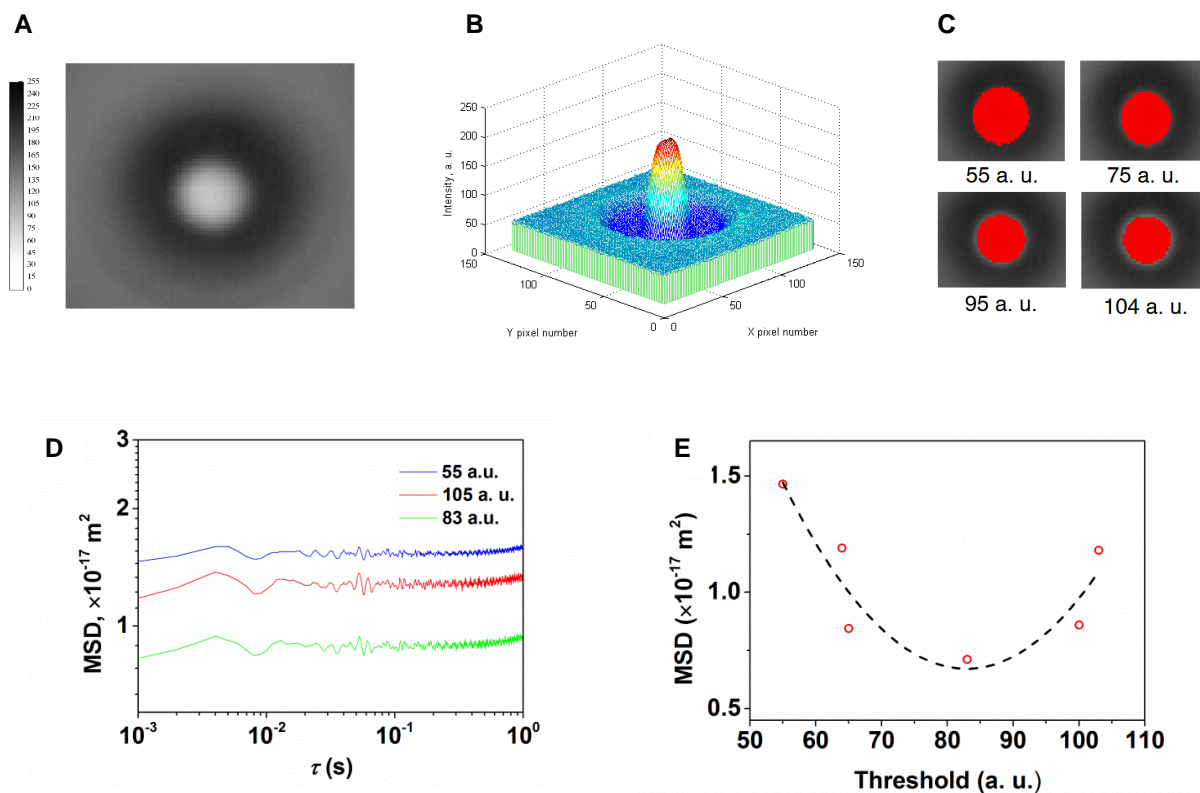 A
255
240
225
210
195
180
165
150
135
120
105
90
75
60
45
30
15
0
B
250
200
150
100
50
0
Intensity, a. u.
150
100
50
0
Y pixel number
0
50
100
150
X pixel number
C
55 a. u.
75 a. u.
95 a. u.
104 a. u.
D
3
2
1
MSD, ×10⁻¹⁷ m²
55 a.u.
105 a. u.
83 a.u.
10⁻³
10⁻²
10⁻¹
10⁰
τ (s)
E
1.5
1.0
0.5
MSD (×10⁻¹⁷ m²)
50
60
70
80
90
100
110
Threshold (a. u.)